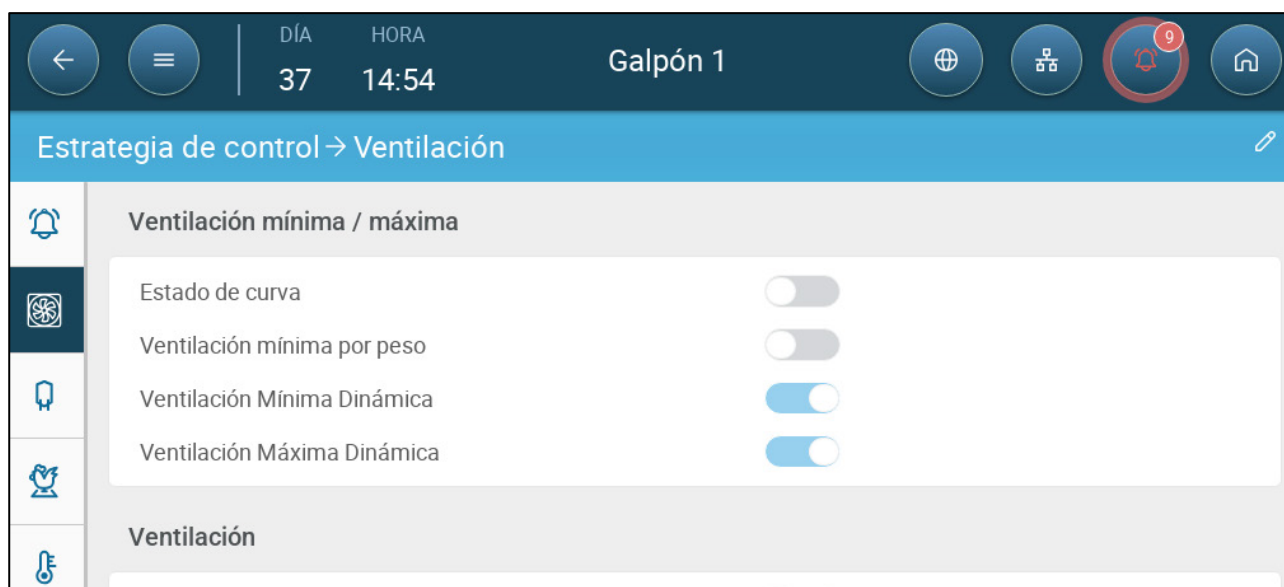 DÍA HORA
37 14:54
Galpón 1
9
Estrategia de control → Ventilación
Ventilación mínima / máxima
Estado de curva
Ventilación mínima por peso
Ventilación Mínima Dinámica
Ventilación Máxima Dinámica
Ventilación